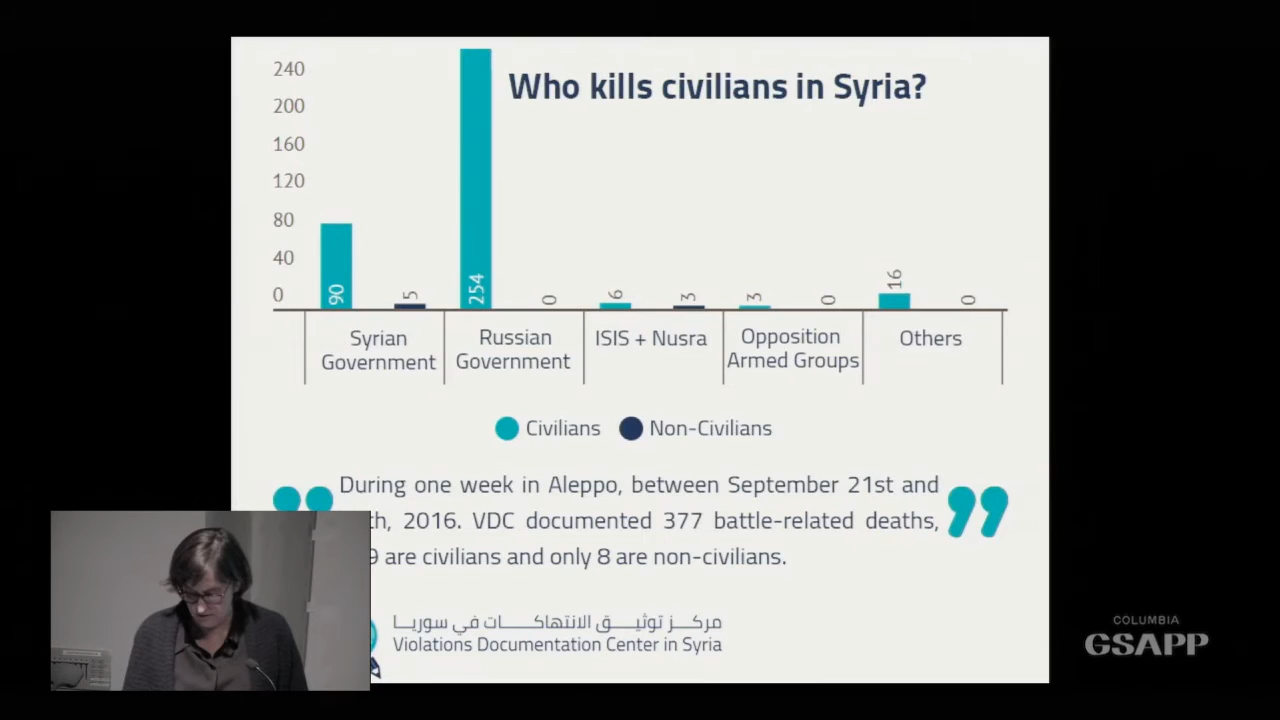 Who kills civilians in Syria?
240
200
160
120
80
40
0
90
5
254
0
6
3
3
0
16
0
Syrian
Government
Russian
Government
ISIS + Nusra
Opposition
Armed Groups
Others
Civilians
Non-Civilians
During one week in Aleppo, between September 21st and
th, 2016. VDC documented 377 battle-related deaths,
9 are civilians and only 8 are non-civilians.
مركز توثيق الانتهاكات في سوريا
Violations Documentation Center in Syria
COLUMBIA
GSAPP